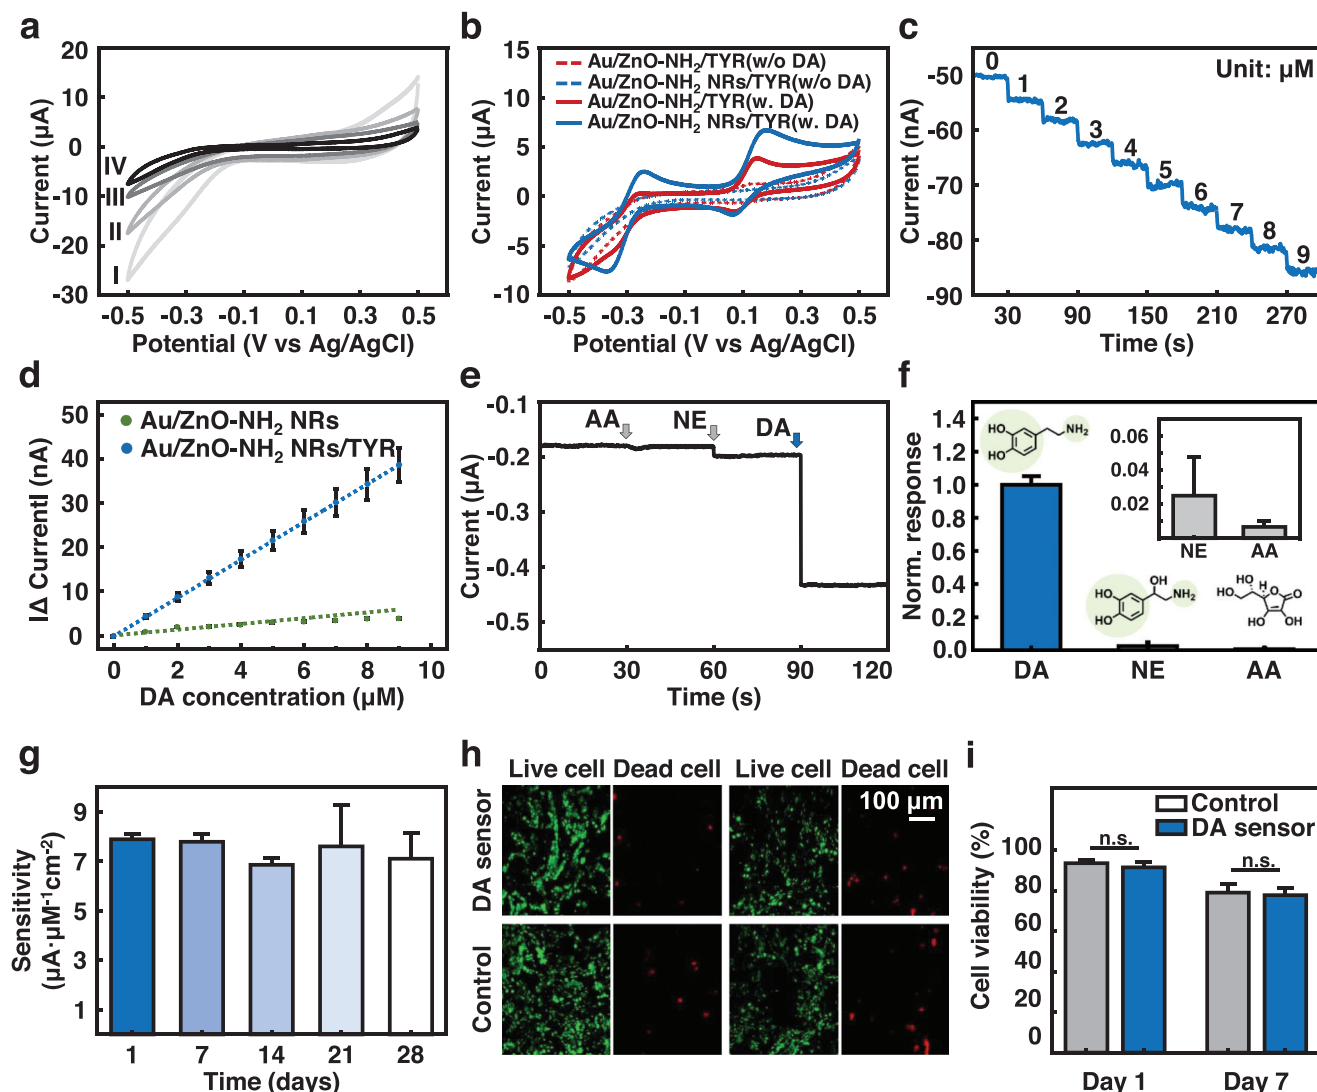 a
20
10
0
-10
-20
-30
Current (µA)
IV
III
II
I
-0.5 -0.3 -0.1 0.1 0.3 0.5
Potential (V vs Ag/AgCl)
b
15
10
5
0
-5
-10
Current (µA)
Au/ZnO-NH2/TYR(w/o DA)
Au/ZnO-NH2 NRs/TYR(w/o DA)
Au/ZnO-NH2/TYR(w. DA)
Au/ZnO-NH2 NRs/TYR(w. DA)
-0.5 -0.3 -0.1 0.1 0.3 0.5
Potential (V vs Ag/AgCl)
c
-50
-60
-70
-80
-90
Current (nA)
Unit: µM
0
1
2
3
4
5
6
7
8
9
30 90 150 210 270
Time (s)
d
50
40
30
20
10
0
IΔ CurrentI (nA)
Au/ZnO-NH2 NRs
Au/ZnO-NH2 NRs/TYR
0 2 4 6 8 10
DA concentration (µM)
e
-0.1
-0.2
-0.3
-0.4
-0.5
Current (µA)
AA
NE
DA
0 30 60 90 120
Time (s)
f
1.4
1.2
1.0
0.8
0.6
0.4
0.2
0.0
Norm. response
HO
HO
NH2
0.06
0.04
0.02
NE AA
OH
HO
HO
NH2
HO
HO
H
O
O
HO
OH
DA NE AA
g
9
7
5
3
1
Sensitivity
(µA·µM-1cm-2)
1 7 14 21 28
Time (days)
h
Live cell Dead cell Live cell Dead cell
100 µm
DA sensor
Control
i
100
80
60
40
20
0
Cell viability (%)
Control
DA sensor
n.s.
n.s.
Day 1 Day 7